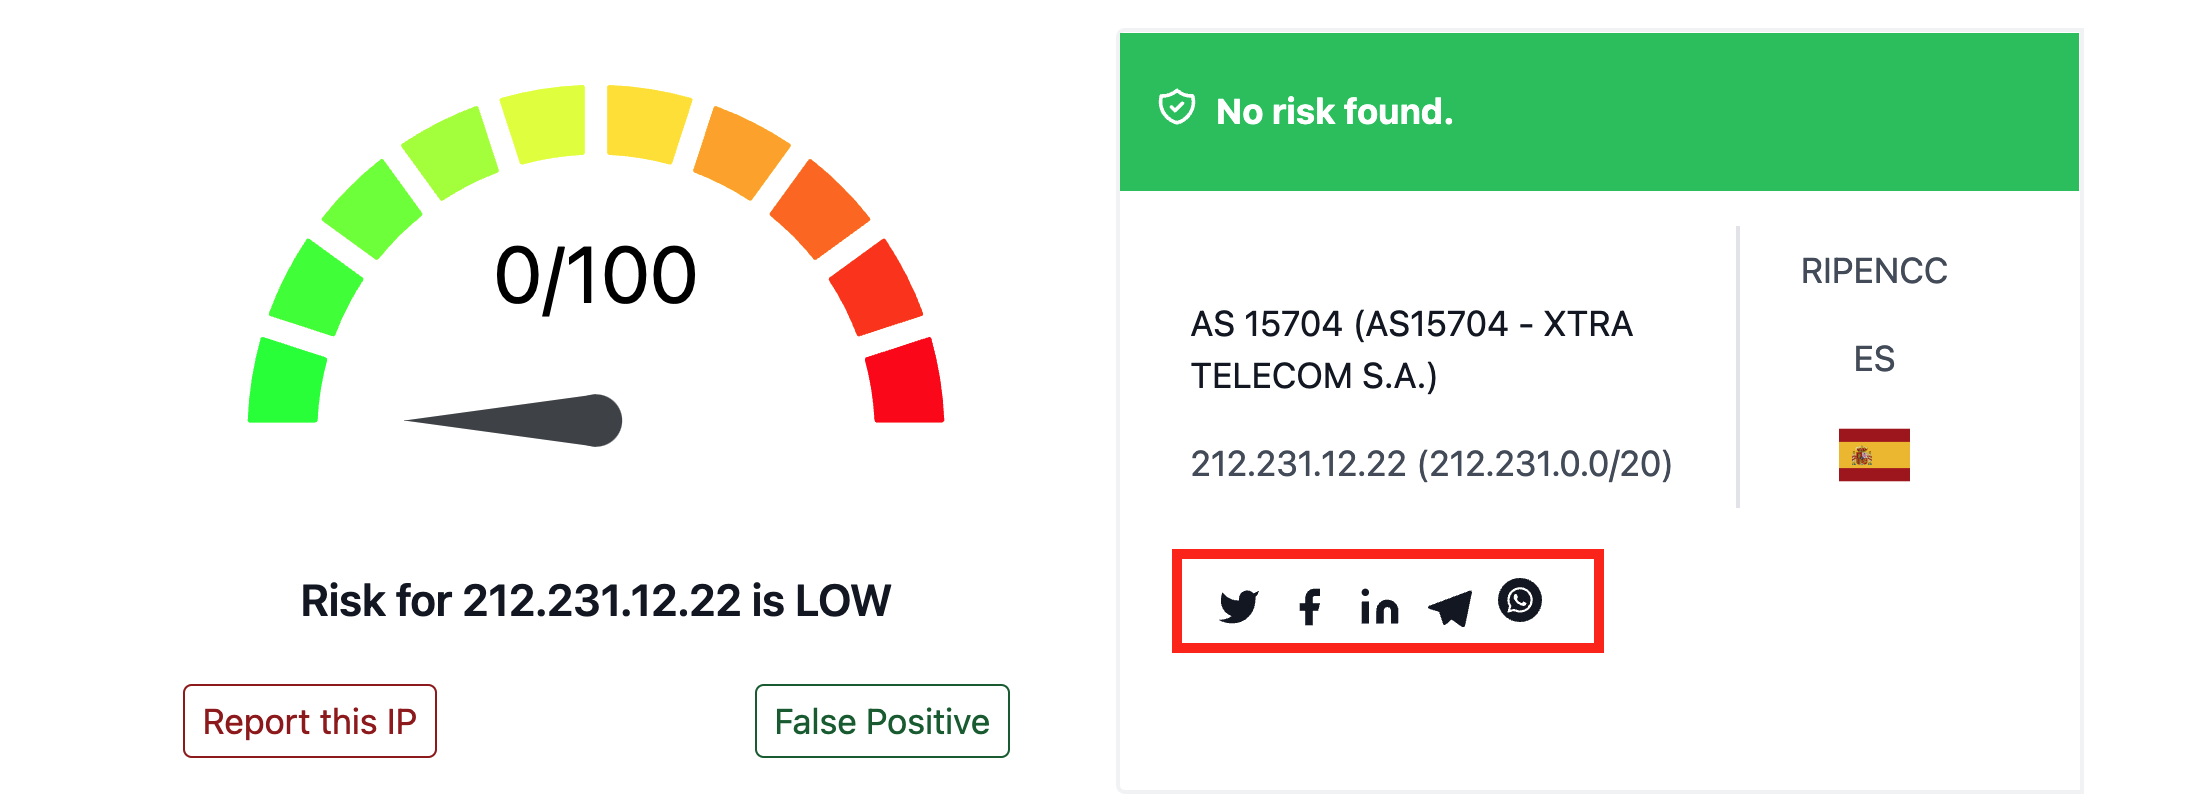 0/100
Risk for 212.231.12.22 is LOW
Report this IP
False Positive
No risk found.
AS 15704 (AS15704 - XTRA
TELECOM S.A.)
212.231.12.22 (212.231.0.0/20)
RIPENCC
ES